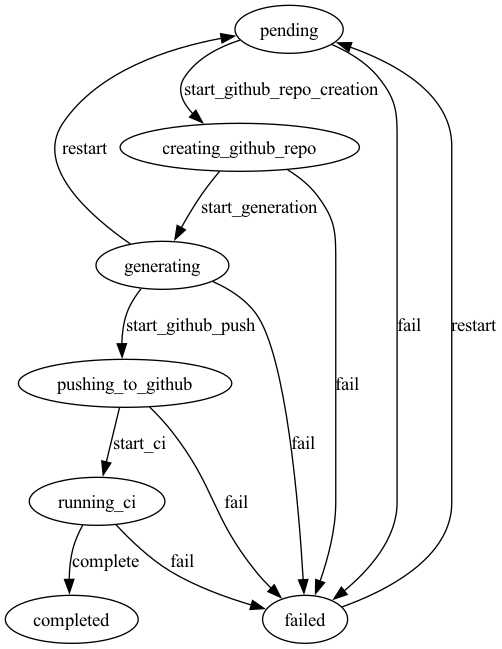 pending
start_github_repo_creation
creating_github_repo
restart
start_generation
generating
start_github_push
fail
restart
pushing_to_github
fail
start_ci
fail
running_ci
fail
complete
fail
completed
failed